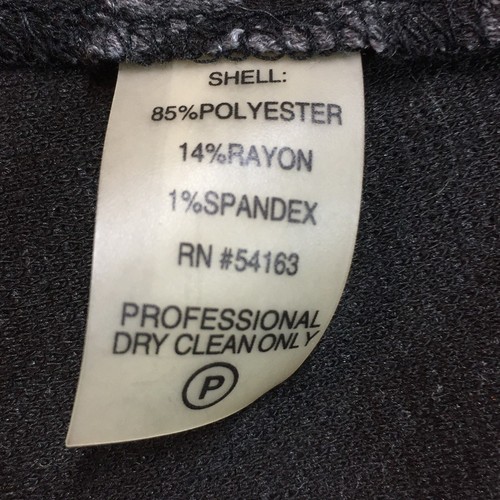 SHELL:
85%POLYESTER
14%RAYON
1%SPANDEX
RN #54163
PROFESSIONAL
DRY CLEAN ONLY
P